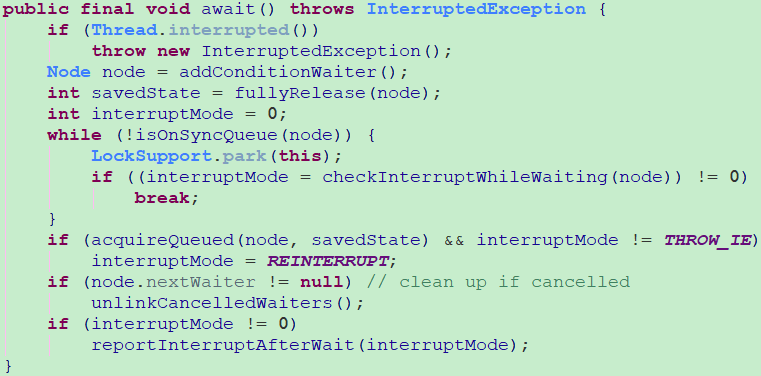 public final void await() throws InterruptedException {
    if (Thread.interrupted())
        throw new InterruptedException();
    Node node = addConditionWaiter();
    int savedState = fullyRelease(node);
    int interruptMode = 0;
    while (!isOnSyncQueue(node)) {
        LockSupport.park(this);
        if ((interruptMode = checkInterruptWhileWaiting(node)) != 0)
            break;
    }
    if (acquireQueued(node, savedState) && interruptMode != THROW_IE)
        interruptMode = REINTERRUPT;
    if (node.nextWaiter != null) // clean up if cancelled
        unlinkCancelledWaiters();
    if (interruptMode != 0)
        reportInterruptAfterWait(interruptMode);
}